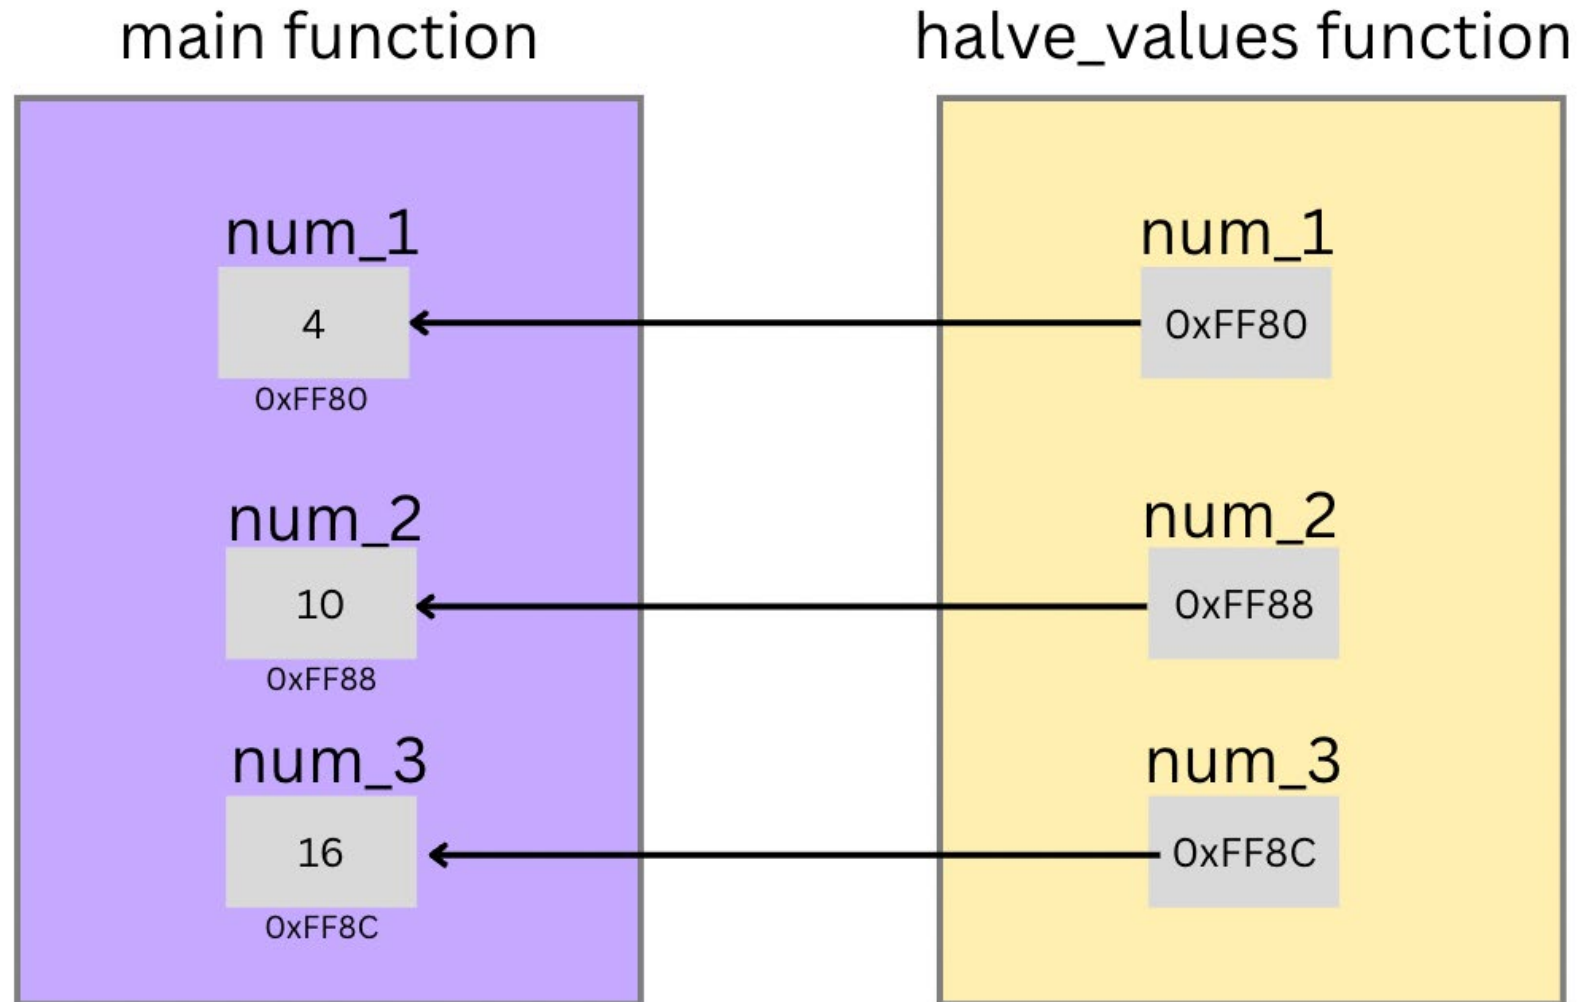 main function
halve_values function
num_1
4
0xFF80
num_2
10
0xFF88
num_3
16
0xFF8C
num_1
0xFF80
num_2
0xFF88
num_3
0xFF8C